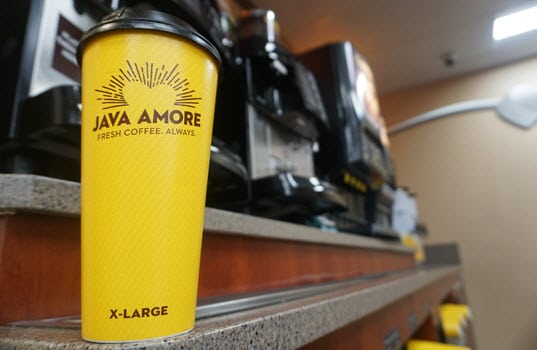 JAVA AMORE
FRESH COFFEE. ALWAYS.
X-LARGE